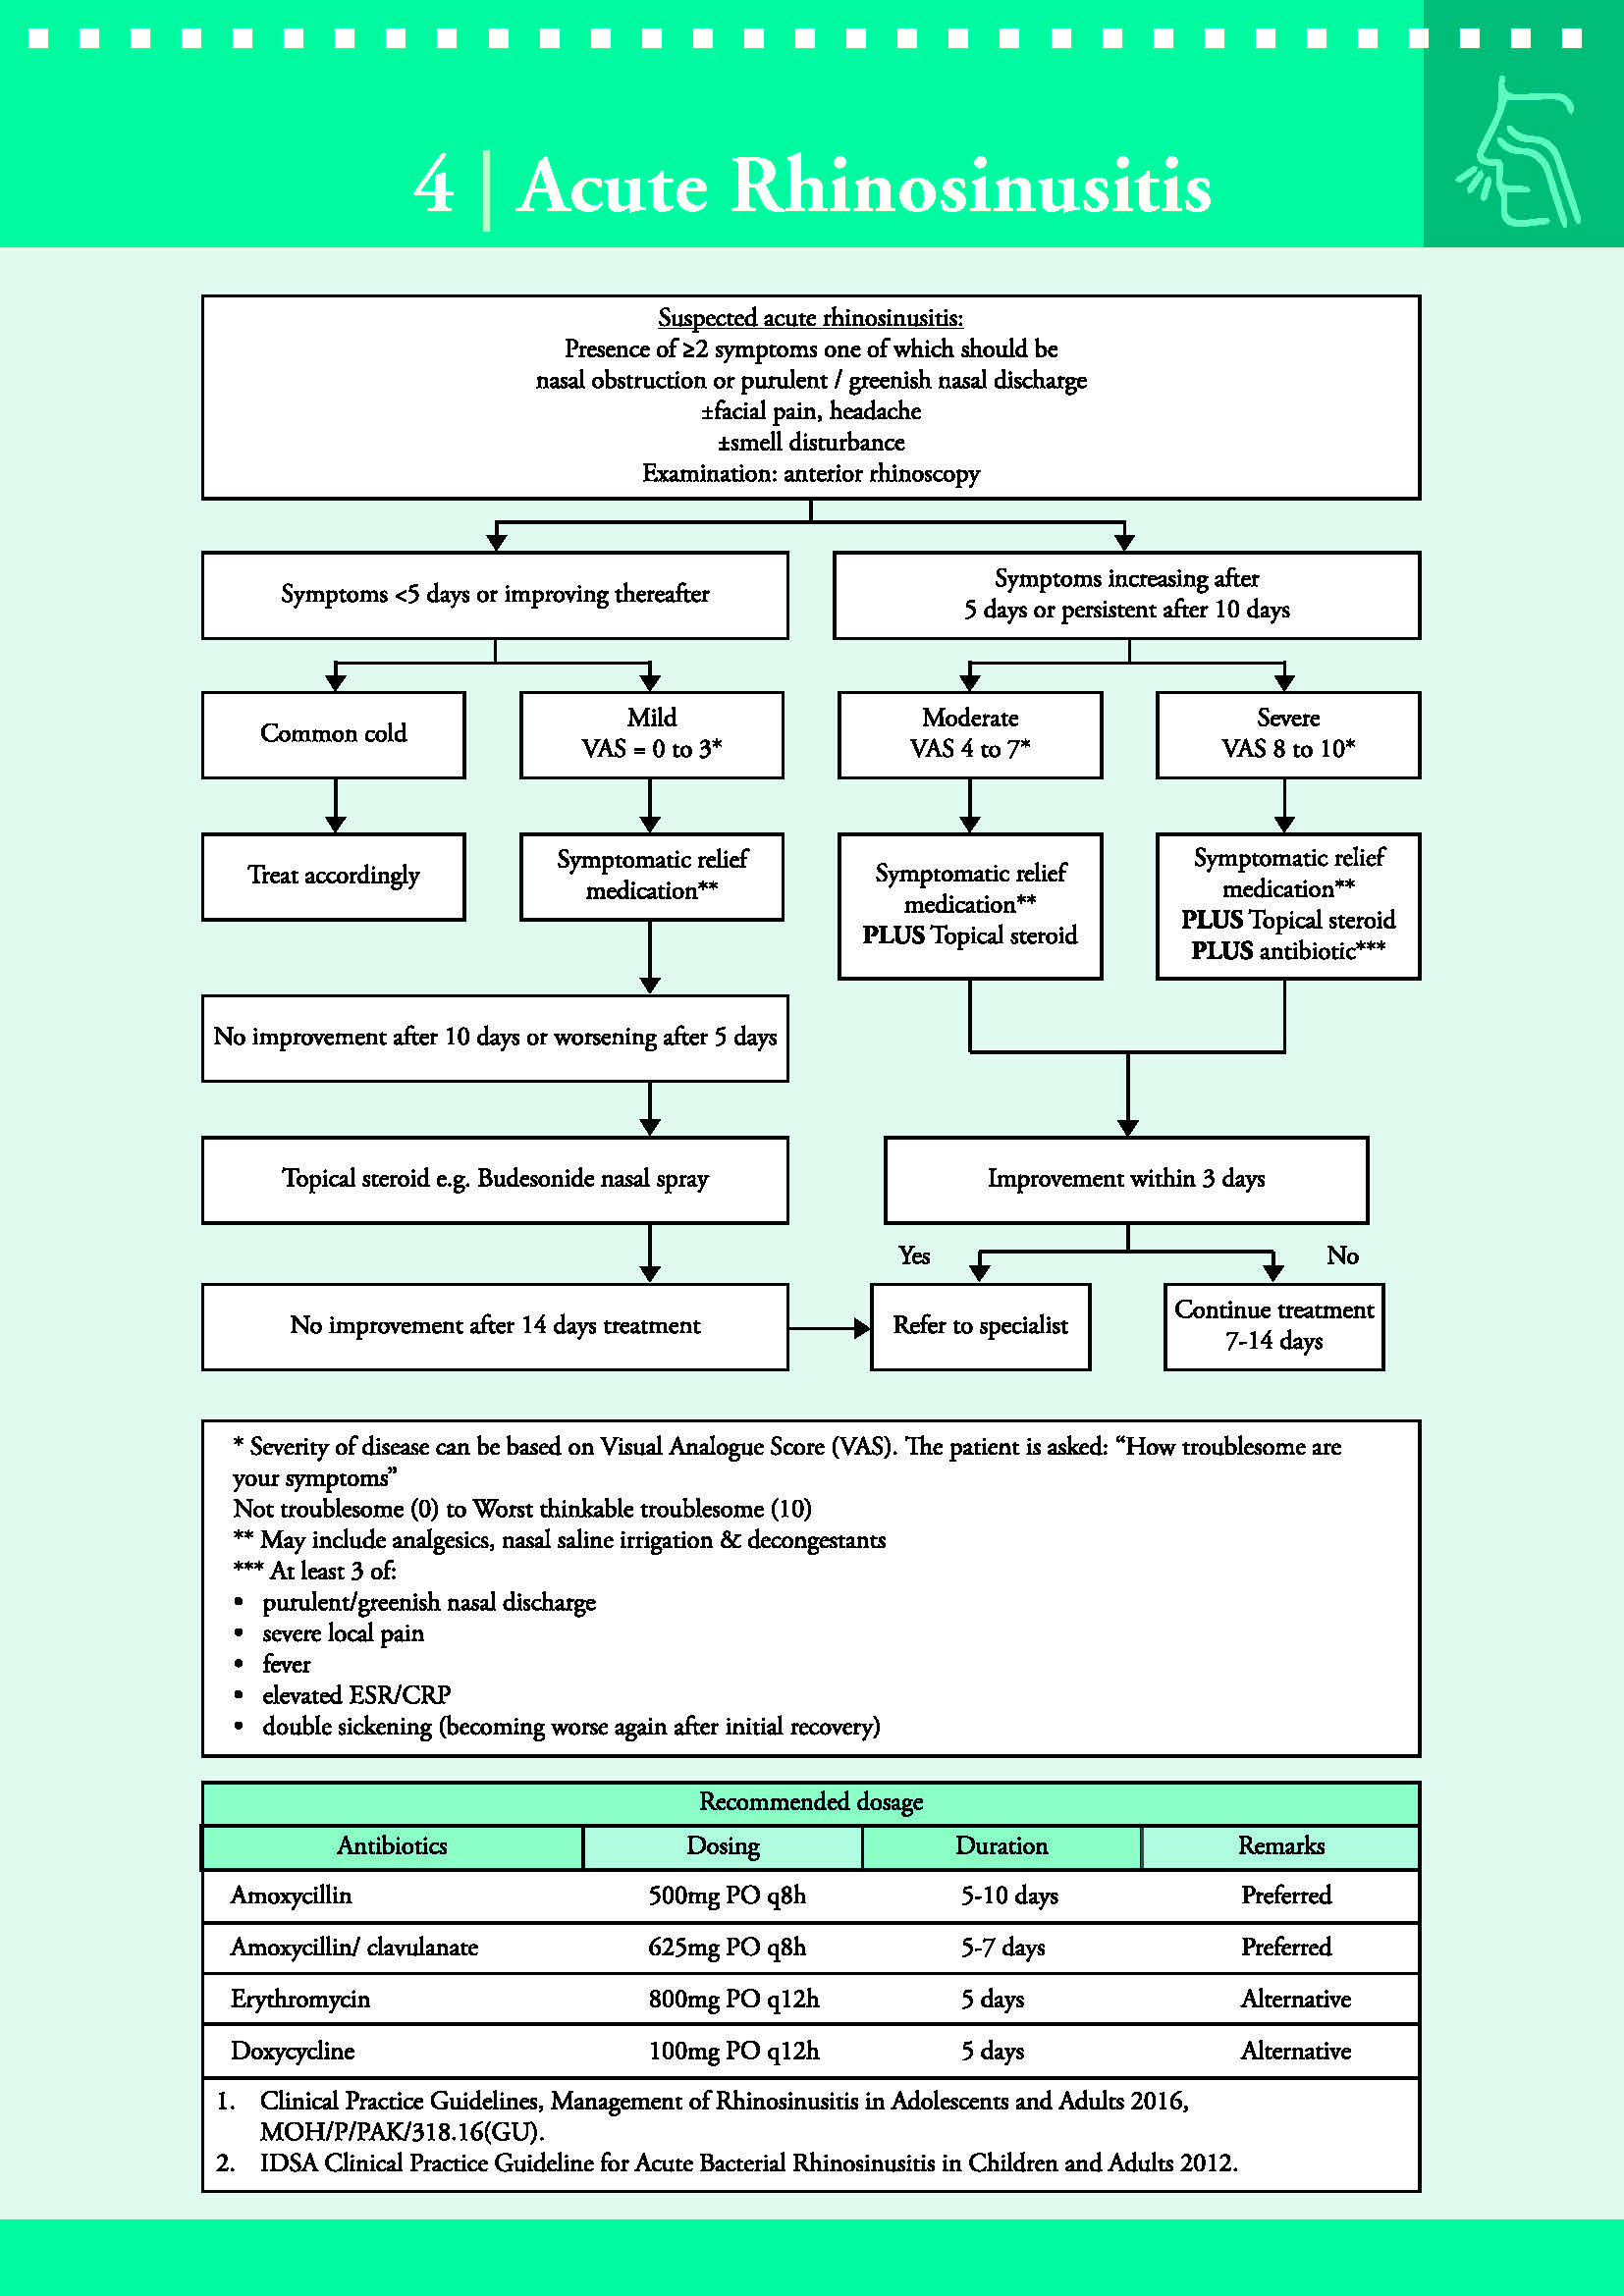 4 | Acute Rhinosinusitis
Suspected acute rhinosinusitis:
Presence of ≥2 symptoms one of which should be
nasal obstruction or purulent / greenish nasal discharge
±facial pain, headache
±smell disturbance
Examination: anterior rhinoscopy
Symptoms <5 days or improving thereafter
Symptoms increasing after
5 days or persistent after 10 days
Common cold
Mild
VAS = 0 to 3*
Moderate
VAS 4 to 7*
Severe
VAS 8 to 10*
Treat accordingly
Symptomatic relief
medication**
Symptomatic relief
medication**
PLUS Topical steroid
Symptomatic relief
medication**
PLUS Topical steroid
PLUS antibiotic***
No improvement after 10 days or worsening after 5 days
Topical steroid e.g. Budesonide nasal spray
Improvement within 3 days
Yes
No
No improvement after 14 days treatment
Refer to specialist
Continue treatment
7-14 days
* Severity of disease can be based on Visual Analogue Score (VAS). The patient is asked: “How troublesome are
your symptoms”
Not troublesome (0) to Worst thinkable troublesome (10)
** May include analgesics, nasal saline irrigation & decongestants
*** At least 3 of:
• purulent/greenish nasal discharge
• severe local pain
• fever
• elevated ESR/CRP
• double sickening (becoming worse again after initial recovery)
Recommended dosage
Antibiotics Dosing Duration Remarks
Amoxycillin 500mg PO q8h 5-10 days Preferred
Amoxycillin/ clavulanate 625mg PO q8h 5-7 days Preferred
Erythromycin 800mg PO q12h 5 days Alternative
Doxycycline 100mg PO q12h 5 days Alternative
1. Clinical Practice Guidelines, Management of Rhinosinusitis in Adolescents and Adults 2016,
MOH/P/PAK/318.16(GU).
2. IDSA Clinical Practice Guideline for Acute Bacterial Rhinosinusitis in Children and Adults 2012.